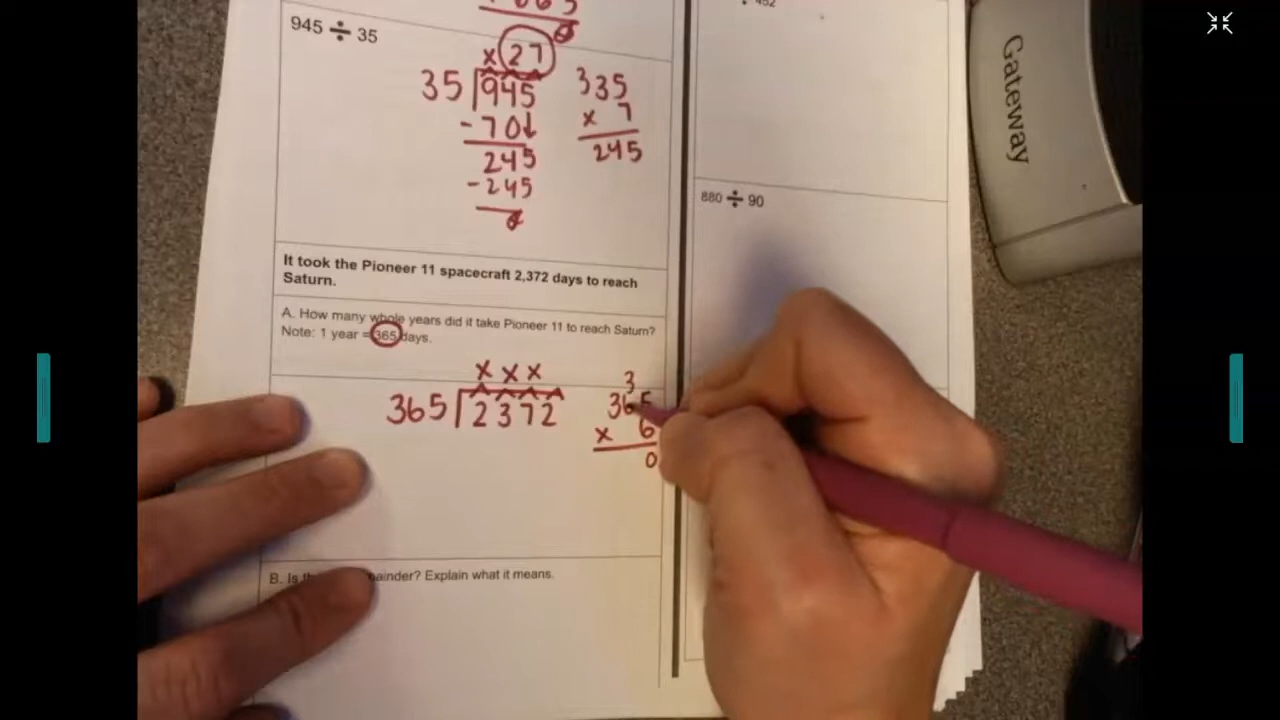 945 ÷ 35
x 27
35 945
335
- 70↓
x 7
245
245
- 245
0
It took the Pioneer 11 spacecraft 2,372 days to reach
Saturn.
A. How many whole years did it take Pioneer 11 to reach Saturn?
Note: 1 year = 365 days.
x x x
365 2372
3
365
x 6
0
B. Is
ainder? Explain what it means.
÷ 452
880 ÷ 90
Gateway